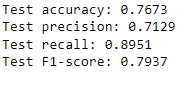 Test accuracy: 0.7673
Test precision: 0.7129
Test recall: 0.8951
Test F1-score: 0.7937